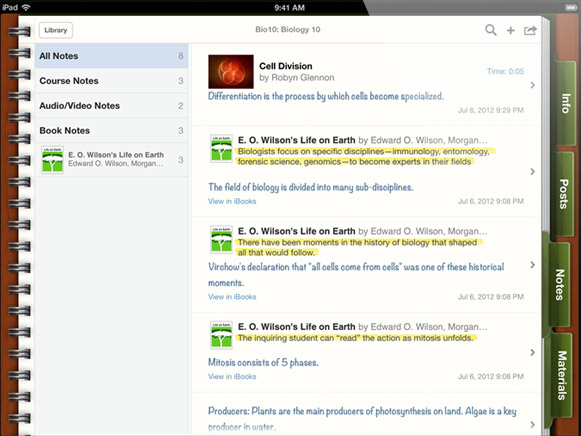 iPad
9:41 AM
Library
Bio10: Biology 10
All Notes 8
Course Notes 3
Audio/Video Notes 2
Book Notes 3
E. O. Wilson's Life on Earth 3
Edward O. Wilson, Morgan…
Cell Division
by Robyn Glennon
Time: 0:05
Differentiation is the process by which cells become specialized.
Jul 6, 2012 9:29 PM
E. O. Wilson's Life on Earth by Edward O. Wilson, Morgan…
Biologists focus on specific disciplines—immunology, entomology,
forensic science, genomics—to become experts in their fields
The field of biology is divided into many sub-disciplines.
View in iBooks
Jul 6, 2012 9:08 PM
E. O. Wilson's Life on Earth by Edward O. Wilson, Morgan…
There have been moments in the history of biology that shaped
all that would follow.
Virchow's declaration that "all cells come from cells" was one of these historical
moments.
View in iBooks
Jul 6, 2012 9:08 PM
E. O. Wilson's Life on Earth by Edward O. Wilson, Morgan…
The inquiring student can “read” the action as mitosis unfolds.
Mitosis consists of 5 phases.
View in iBooks
Jul 6, 2012 9:08 PM
Producers: Plants are the main producers of photosynthesis on land. Algae is a key
producer in water.
Info
Posts
Notes
Materials